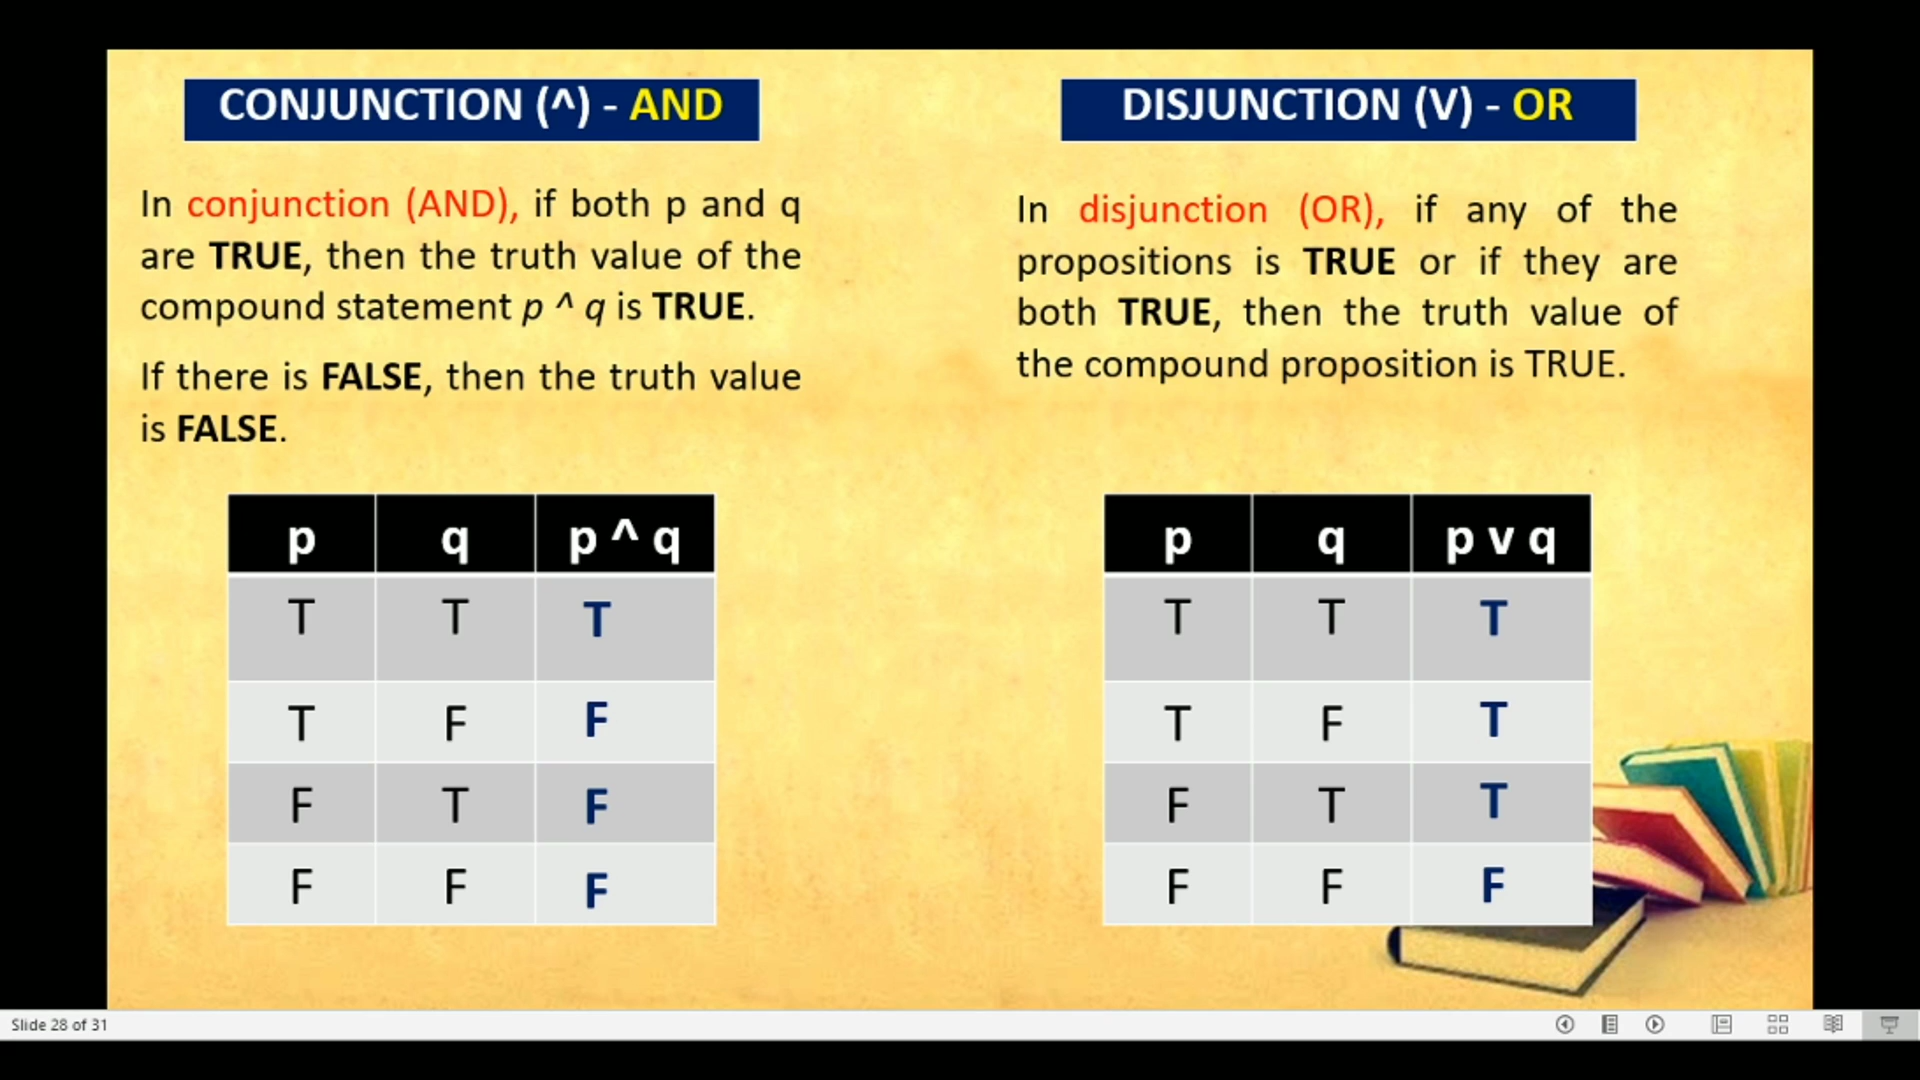 CONJUNCTION (^) - AND
In conjunction (AND), if both p and q
are TRUE, then the truth value of the
compound statement p ^ q is TRUE.
If there is FALSE, then the truth value
is FALSE.
p q p ^ q
T T T
T F F
F T F
F F F
DISJUNCTION (V) - OR
In disjunction (OR), if any of the
propositions is TRUE or if they are
both TRUE, then the truth value of
the compound proposition is TRUE.
p q p v q
T T T
T F T
F T T
F F F
Slide 28 of 31